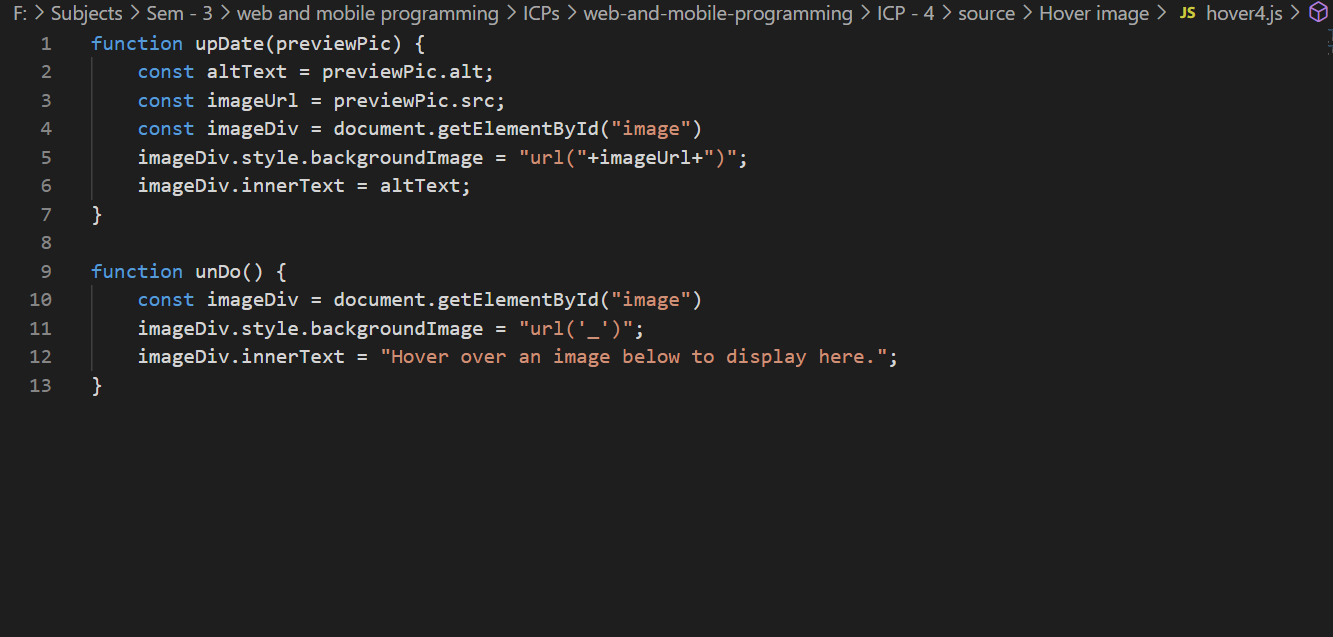 F: > Subjects > Sem - 3 > web and mobile programming > ICPs > web-and-mobile-programming > ICP - 4 > source > Hover image > JS hover4.js >
1 function upDate(previewPic) {
2     const altText = previewPic.alt;
3     const imageUrl = previewPic.src;
4     const imageDiv = document.getElementById("image")
5     imageDiv.style.backgroundImage = "url("+imageUrl+")";
6     imageDiv.innerText = altText;
7 }
8
9 function unDo() {
10     const imageDiv = document.getElementById("image")
11     imageDiv.style.backgroundImage = "url('_')";
12     imageDiv.innerText = "Hover over an image below to display here.";
13 }